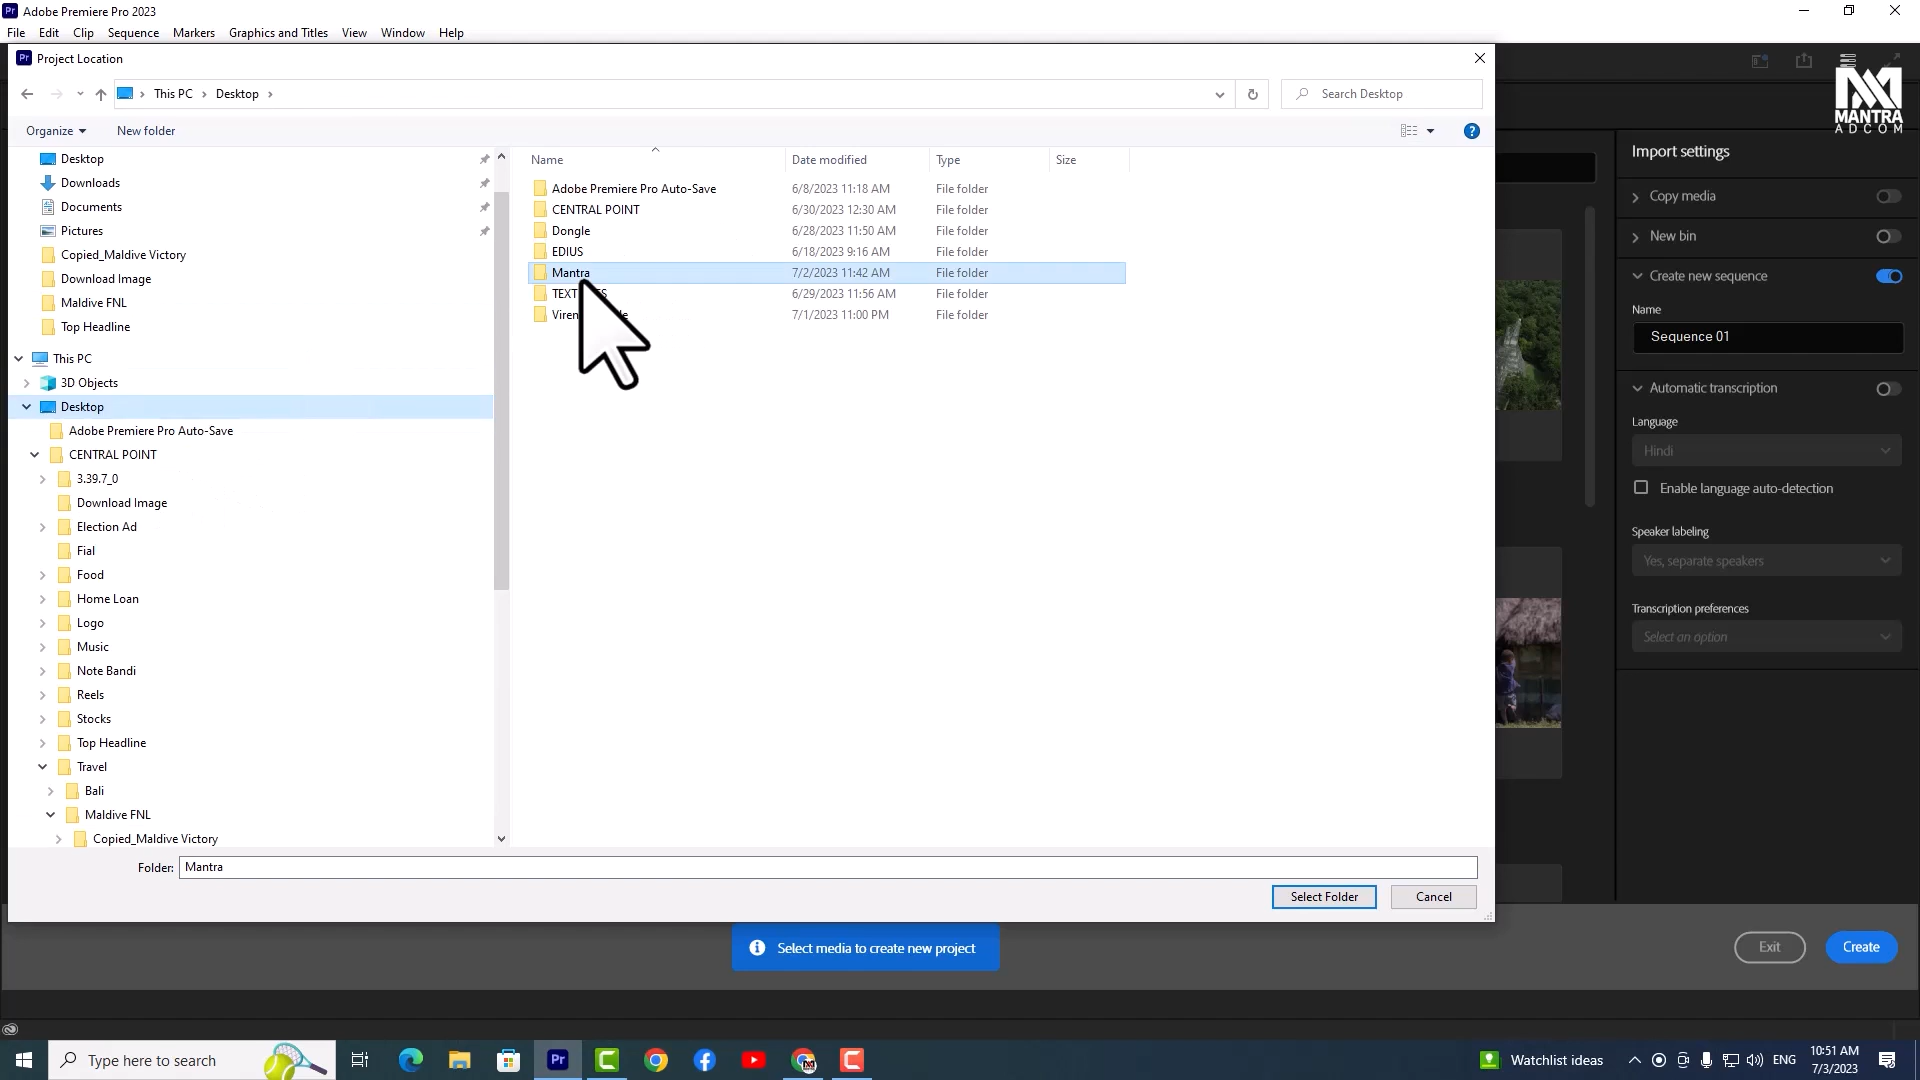 Adobe Premiere Pro 2023
File Edit Clip Sequence Markers Graphics and Titles View Window Help
Project Location
This PC Desktop
Search Desktop
Organize New folder
MANTRA
ADCOM
Desktop
Downloads
Documents
Pictures
Copied_Maldive Victory
Download Image
Maldive FNL
Top Headline
This PC
3D Objects
Desktop
Adobe Premiere Pro Auto-Save
CENTRAL POINT
3.39.7_0
Download Image
Election Ad
Fial
Food
Home Loan
Logo
Music
Note Bandi
Reels
Stocks
Top Headline
Travel
Bali
Maldive FNL
Copied_Maldive Victory
Name Date modified Type Size
Adobe Premiere Pro Auto-Save 6/8/2023 11:18 AM File folder
CENTRAL POINT 6/30/2023 12:30 AM File folder
Dongle 6/28/2023 11:50 AM File folder
EDIUS 6/18/2023 9:16 AM File folder
Mantra 7/2/2023 11:42 AM File folder
6/29/2023 11:56 AM File folder
7/1/2023 11:00 PM File folder
Folder: Mantra
Select Folder Cancel
Import settings
Copy media
New bin
Create new sequence
Name
Sequence 01
Automatic transcription
Language
Hindi
Enable language auto-detection
Speaker labeling
Yes, separate speakers
Transcription preferences
Select an option
Select media to create new project
Exit Create
Type here to search
Pr
Watchlist ideas
ENG
10:51 AM
7/3/2023